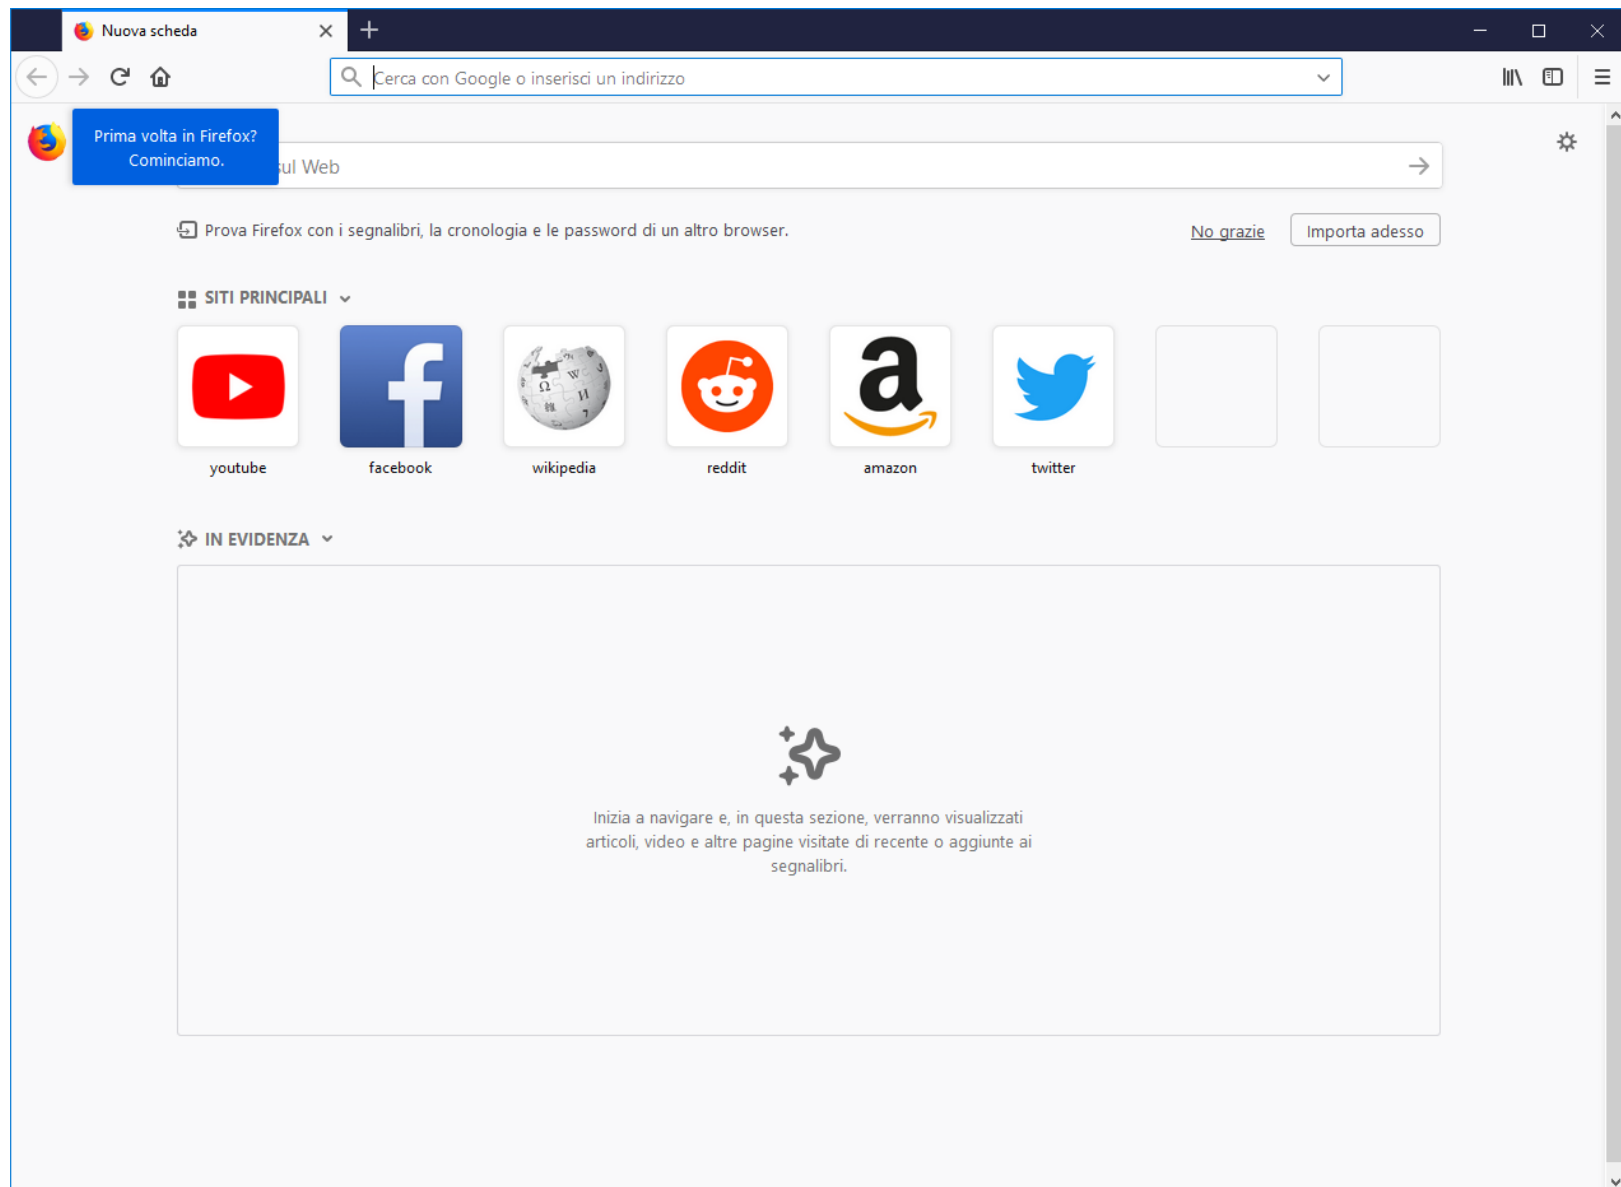 Nuova scheda
Cerca con Google o inserisci un indirizzo
Prima volta in Firefox?
Cominciamo.
sul Web
Prova Firefox con i segnalibri, la cronologia e le password di un altro browser.
No grazie
Importa adesso
SITI PRINCIPALI
youtube
facebook
wikipedia
reddit
amazon
twitter
IN EVIDENZA
Inizia a navigare e, in questa sezione, verranno visualizzati
articoli, video e altre pagine visitate di recente o aggiunte ai
segnalibri.